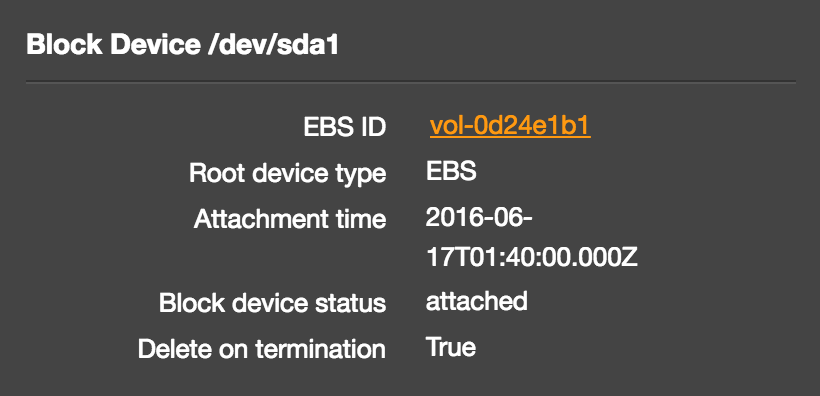 Block Device /dev/sda1
EBS ID vol-0d24e1b1
Root device type EBS
Attachment time 2016-06-
17T01:40:00.000Z
Block device status attached
Delete on termination True